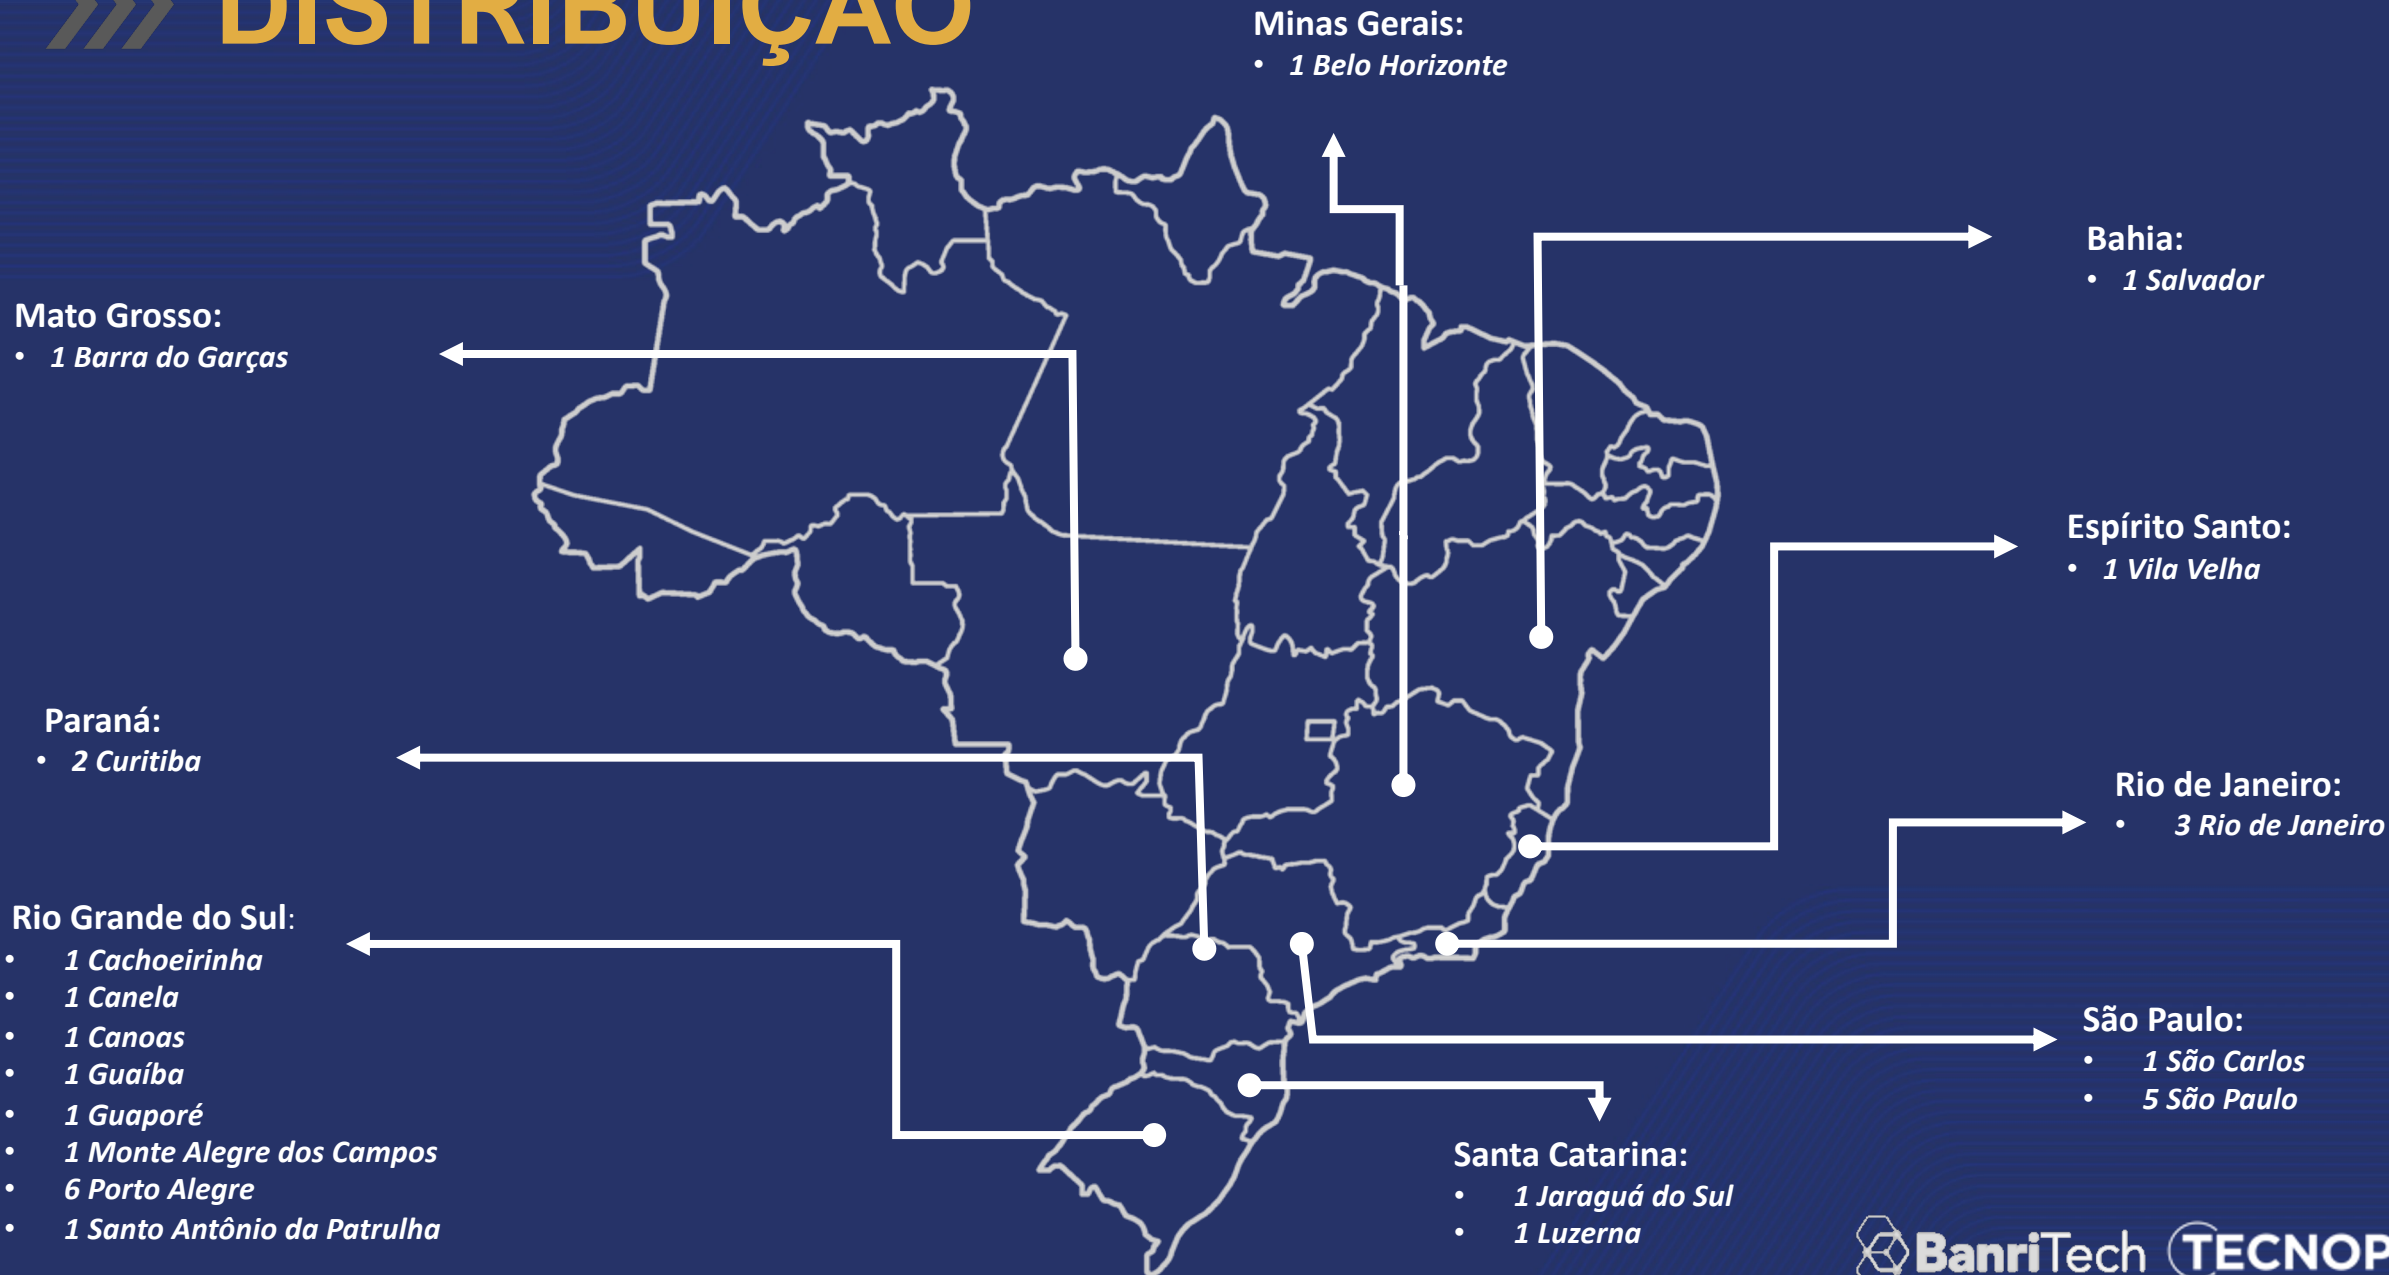 DISTRIBUIÇÃO
Minas Gerais:
• 1 Belo Horizonte
Bahia:
• 1 Salvador
Mato Grosso:
• 1 Barra do Garças
Espírito Santo:
• 1 Vila Velha
Paraná:
• 2 Curitiba
Rio de Janeiro:
• 3 Rio de Janeiro
Rio Grande do Sul:
• 1 Cachoeirinha
• 1 Canela
• 1 Canoas
• 1 Guaíba
• 1 Guaporé
• 1 Monte Alegre dos Campos
• 6 Porto Alegre
• 1 Santo Antônio da Patrulha
São Paulo:
• 1 São Carlos
• 5 São Paulo
Santa Catarina:
• 1 Jaraguá do Sul
• 1 Luzerna
BanriTech
TECNOP